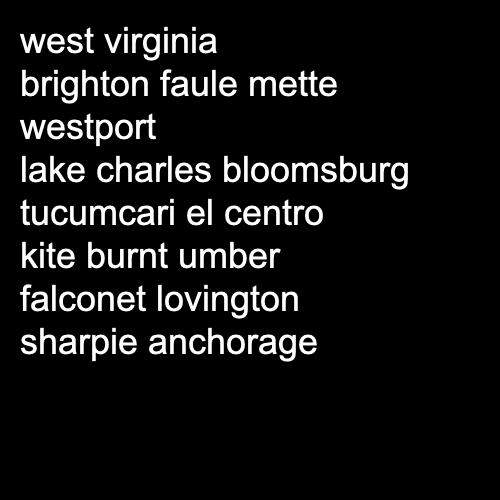 west virginia
brighton faule mette
westport
lake charles bloomsburg
tucumcari el centro
kite burnt umber
falconet lovington
sharpie anchorage